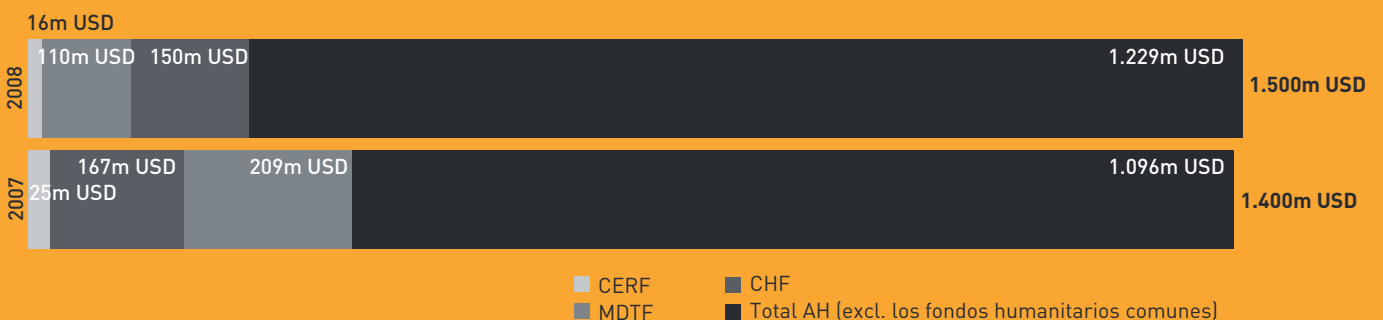 16m USD
2008
110m USD
150m USD
1.229m USD
1.500m USD
2007
25m USD
167m USD
209m USD
1.096m USD
1.400m USD
CERF
CHF
MDTF
Total AH (excl. los fondos humanitarios comunes)